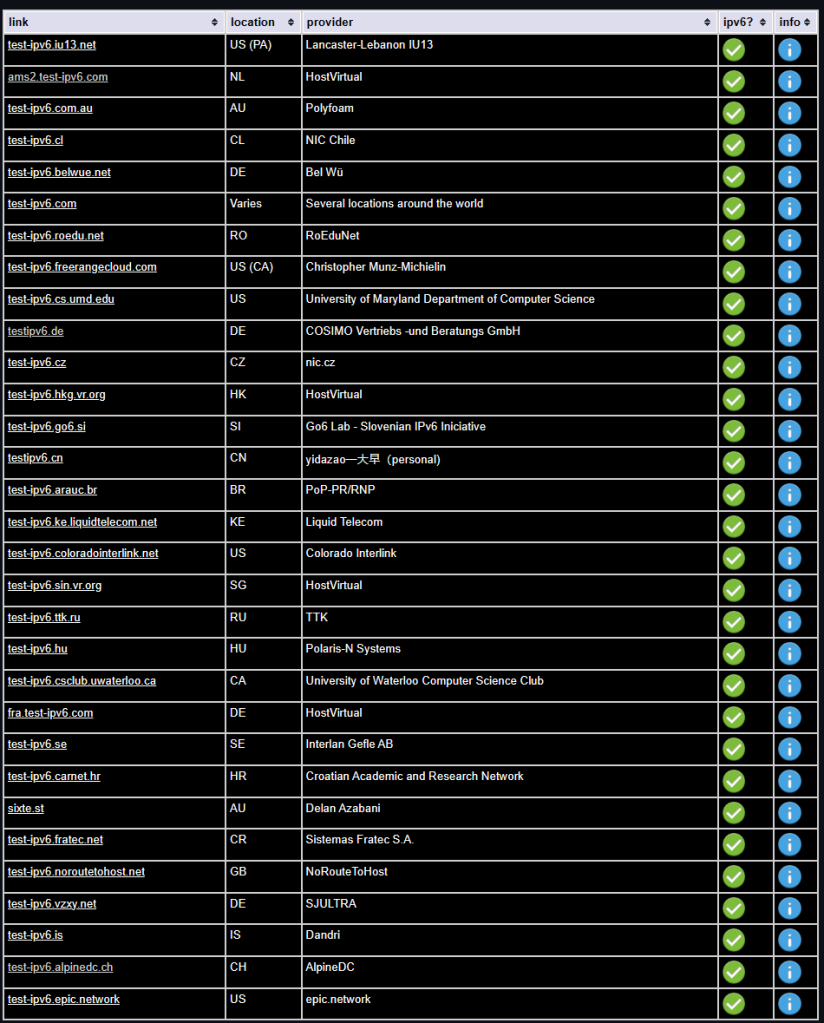 link location provider ipv6? info
test-ipv6.iu13.net US (PA) Lancaster-Lebanon IU13
ams2.test-ipv6.com NL HostVirtual
test-ipv6.com.au AU Polyfoam
test-ipv6.cl CL NIC Chile
test-ipv6.belwue.net DE Bel Wü
test-ipv6.com Varies Several locations around the world
test-ipv6.roedu.net RO RoEduNet
test-ipv6.freerangecloud.com US (CA) Christopher Munz-Michielin
test-ipv6.cs.umd.edu US University of Maryland Department of Computer Science
testipv6.de DE COSIMO Vertriebs -und Beratungs GmbH
test-ipv6.cz CZ nic.cz
test-ipv6.hkg.vr.org HK HostVirtual
test-ipv6.go6.si SI Go6 Lab - Slovenian IPv6 Iniciative
testipv6.cn CN yidazao一大早（personal)
test-ipv6.arauc.br BR PoP-PR/RNP
test-ipv6.ke.liquidtelecom.net KE Liquid Telecom
test-ipv6.coloradointerlink.net US Colorado Interlink
test-ipv6.sin.vr.org SG HostVirtual
test-ipv6.ttk.ru RU TTK
test-ipv6.hu HU Polaris-N Systems
test-ipv6.csclub.uwaterloo.ca CA University of Waterloo Computer Science Club
fra.test-ipv6.com DE HostVirtual
test-ipv6.se SE Interlan Gefle AB
test-ipv6.carnet.hr HR Croatian Academic and Research Network
sixte.st AU Delan Azabani
test-ipv6.fratec.net CR Sistemas Fratec S.A.
test-ipv6.noroutetohost.net GB NoRouteToHost
test-ipv6.vzxy.net DE SJULTRA
test-ipv6.is IS Dandri
test-ipv6.alpinedc.ch CH AlpineDC
test-ipv6.epic.network US epic.network